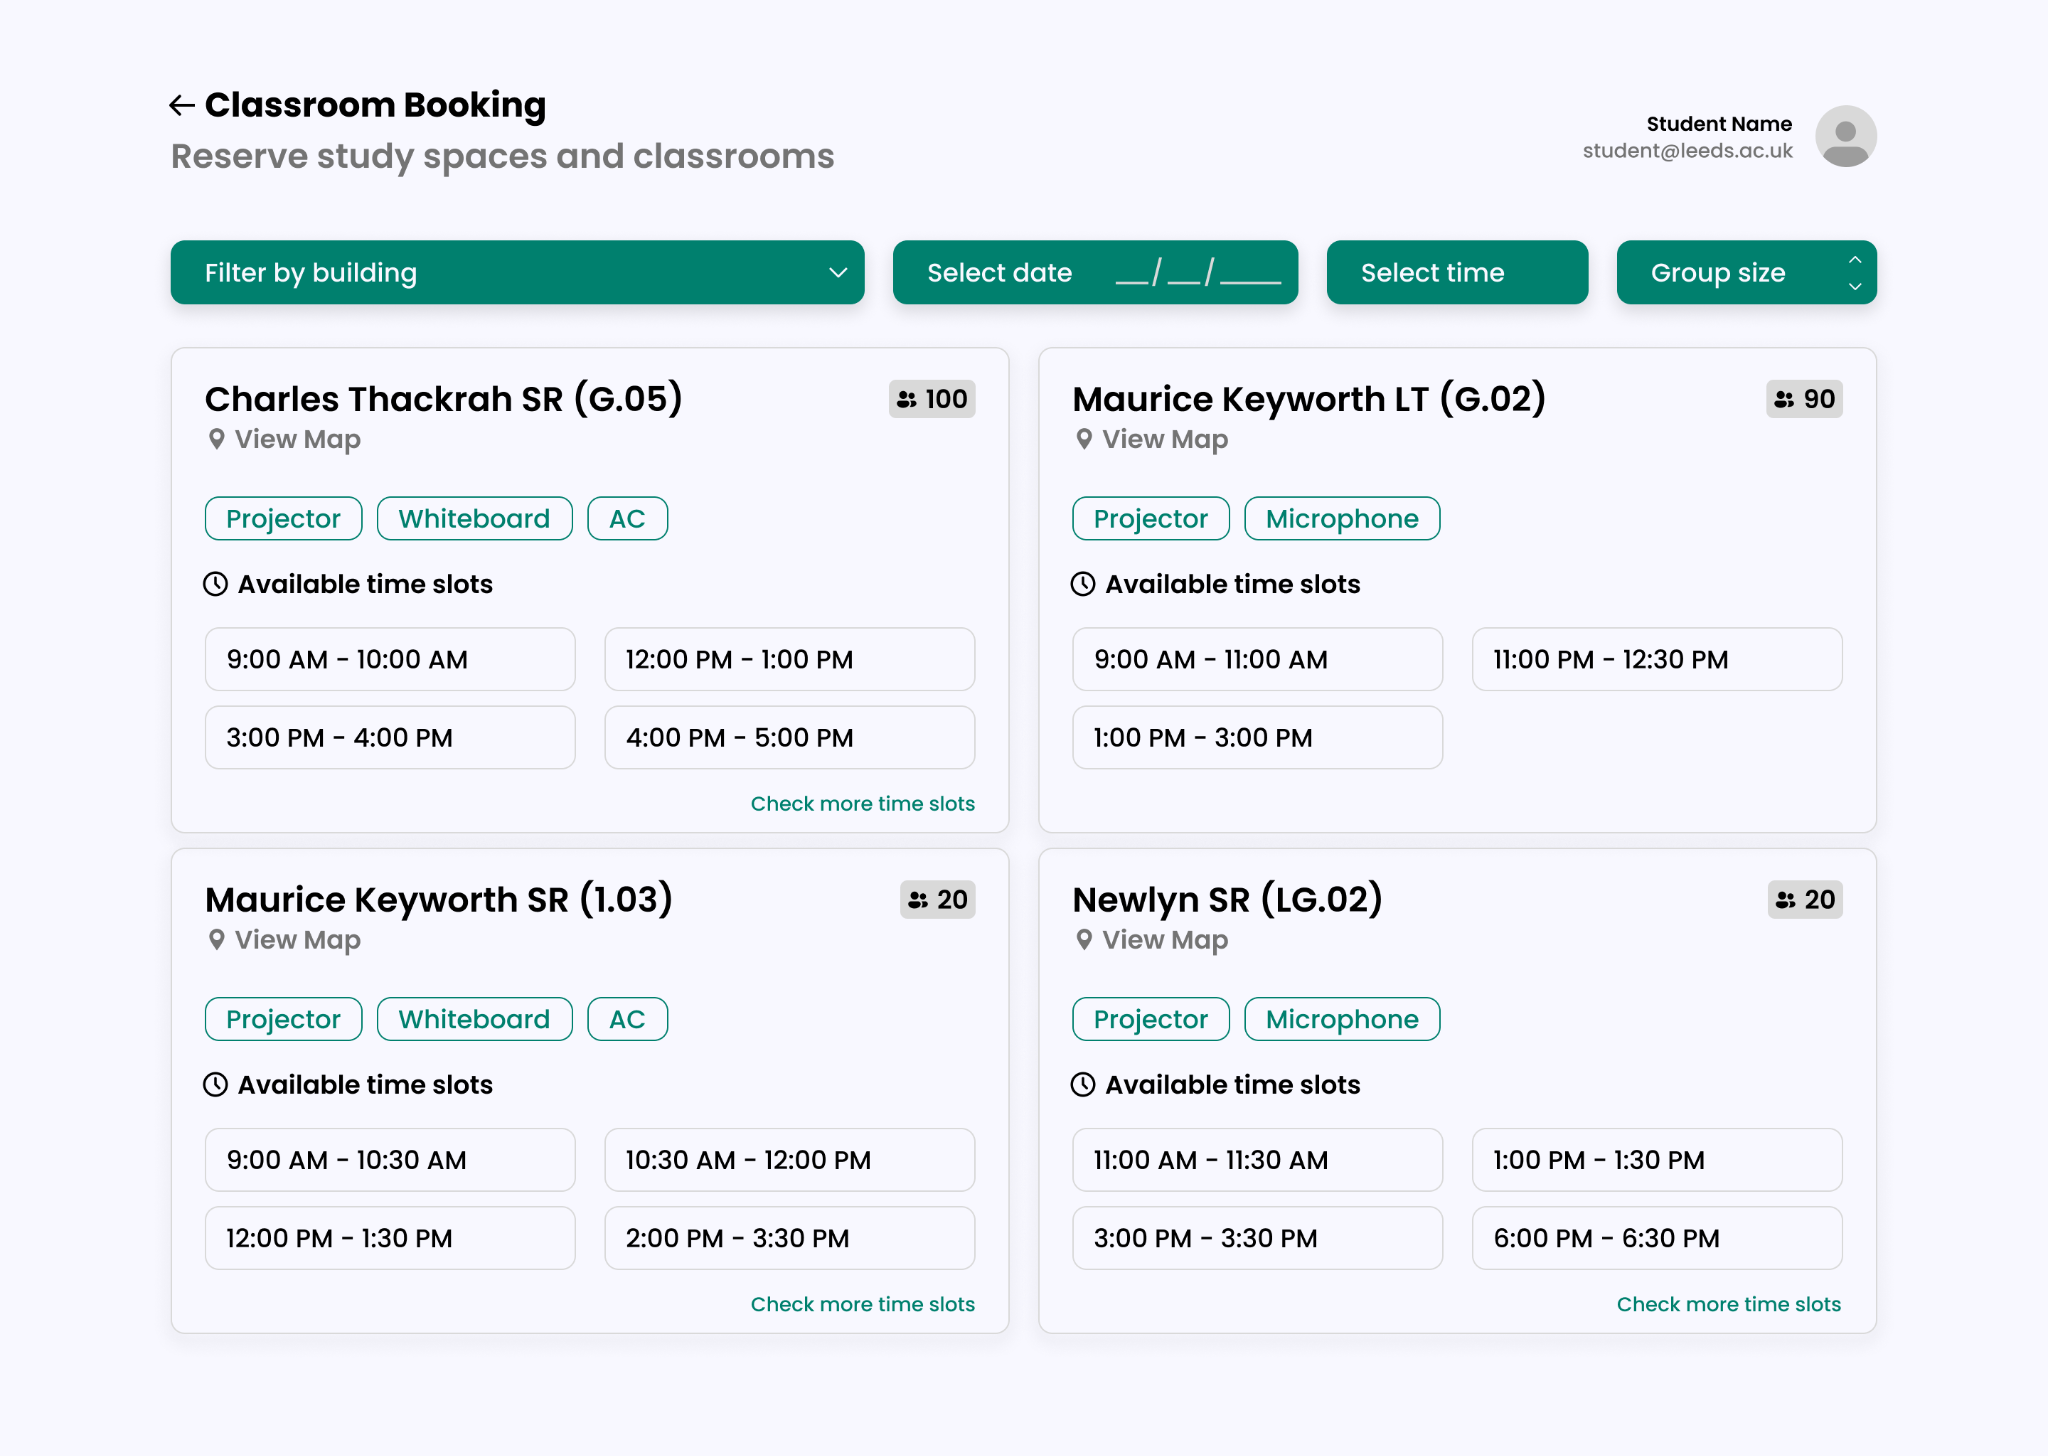 Classroom Booking
Reserve study spaces and classrooms
Student Name
student@leeds.ac.uk
Filter by building
Select date __/__/____
Select time
Group size
Charles Thackrah SR (G.05)
100
View Map
Projector
Whiteboard
AC
Available time slots
9:00 AM - 10:00 AM
12:00 PM - 1:00 PM
3:00 PM - 4:00 PM
4:00 PM - 5:00 PM
Check more time slots
Maurice Keyworth LT (G.02)
90
View Map
Projector
Microphone
Available time slots
9:00 AM - 11:00 AM
11:00 PM - 12:30 PM
1:00 PM - 3:00 PM
Maurice Keyworth SR (1.03)
20
View Map
Projector
Whiteboard
AC
Available time slots
9:00 AM - 10:30 AM
10:30 AM - 12:00 PM
12:00 PM - 1:30 PM
2:00 PM - 3:30 PM
Check more time slots
Newlyn SR (LG.02)
20
View Map
Projector
Microphone
Available time slots
11:00 AM - 11:30 AM
1:00 PM - 1:30 PM
3:00 PM - 3:30 PM
6:00 PM - 6:30 PM
Check more time slots